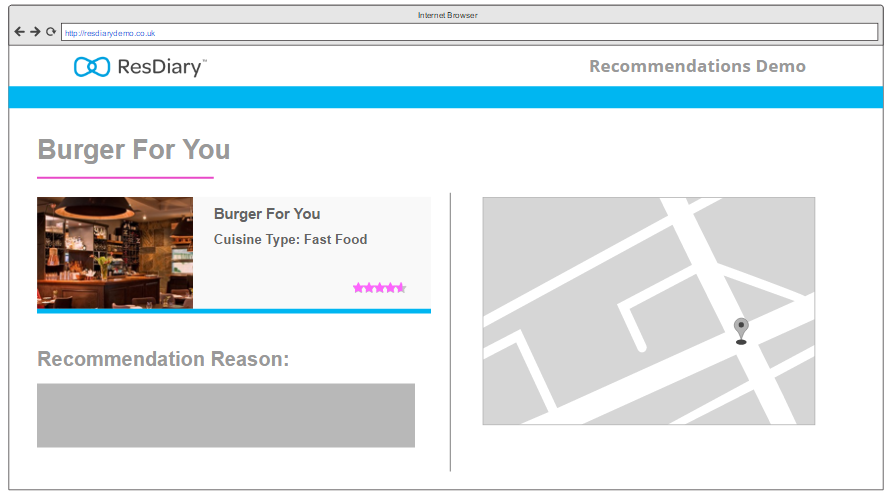 Internet Browser
http://resdiarydemo.co.uk
ResDiary™
Recommendations Demo
Burger For You
Burger For You
Cuisine Type: Fast Food
Recommendation Reason: